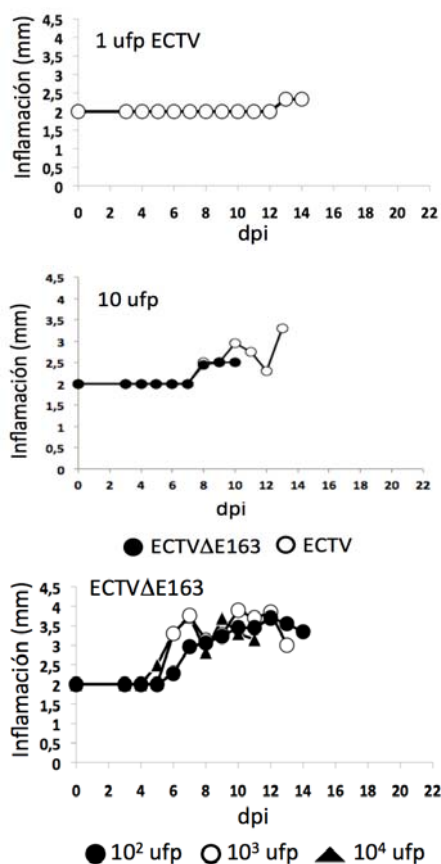 1 ufp ECTV
Inflamación (mm)
4,5
4
3,5
3
2,5
2
1,5
1
0,5
0
0 2 4 6 8 10 12 14 16 18 20 22
dpi
10 ufp
Inflamación (mm)
4,5
4
3,5
3
2,5
2
1,5
1
0,5
0
0 2 4 6 8 10 12 14 16 18 20 22
dpi
ECTVΔE163 ECTV
ECTVΔE163
Inflamación (mm)
4,5
4
3,5
3
2,5
2
1,5
1
0,5
0
0 2 4 6 8 10 12 14 16 18 20 22
dpi
10² ufp 10³ ufp 10⁴ ufp